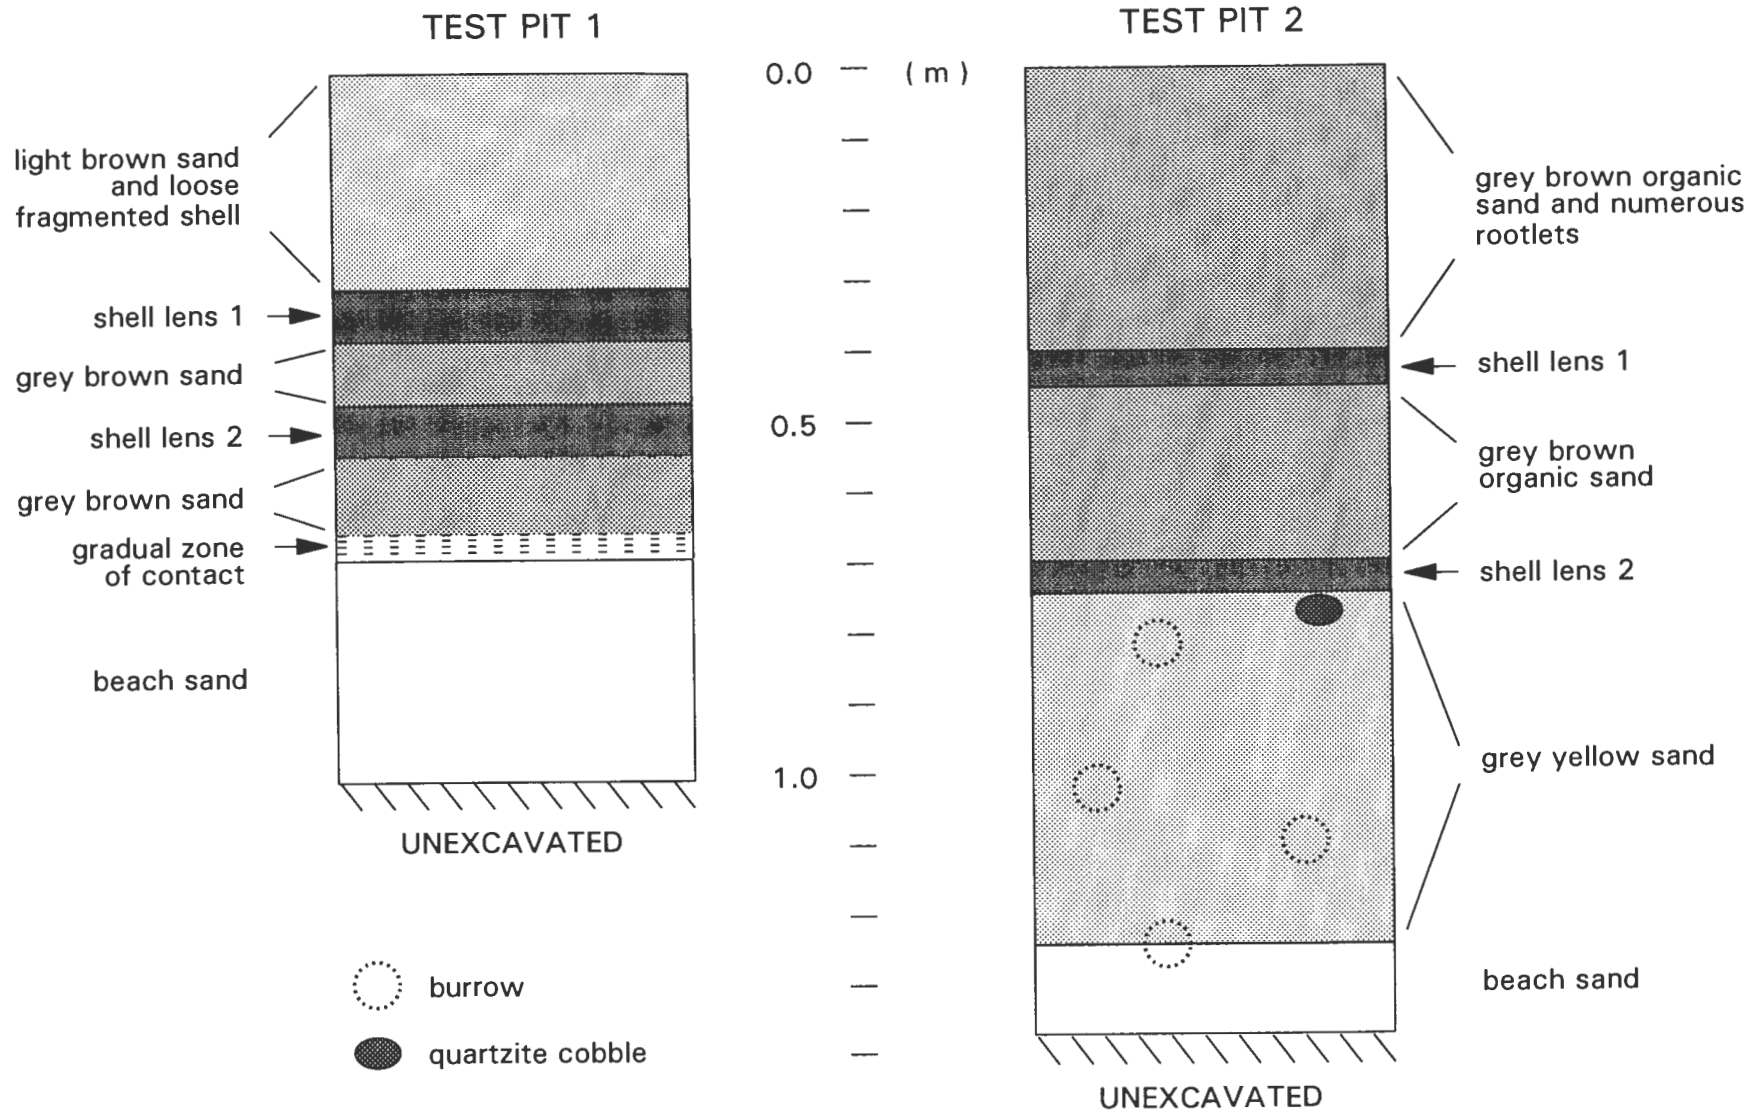 TEST PIT 1
light brown sand
and loose
fragmented shell
shell lens 1
grey brown sand
shell lens 2
grey brown sand
gradual zone
of contact
beach sand
UNEXCAVATED
burrow
quartzite cobble
0.0
(m)
0.5
1.0
TEST PIT 2
grey brown organic
sand and numerous
rootlets
shell lens 1
grey brown
organic sand
shell lens 2
grey yellow sand
beach sand
UNEXCAVATED